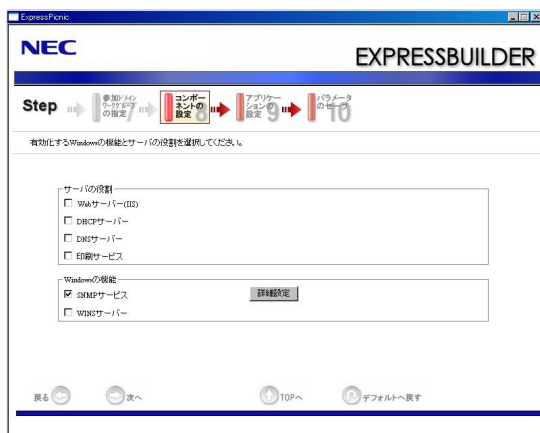 ExpressPicnic
NEC
EXPRESSBUILDER
Step
参加ドメイン
ワークグループ
の指定 7
コンポー
ネントの
設定 8
アプリケー
ションの
設定 9
パラメータ
のセーブ
10
有効化するWindowsの機能とサーバの役割を選択してください。
サーバの役割
Webサーバー(IIS)
DHCPサーバー
DNSサーバー
印刷サービス
Windowsの機能
SNMPサービス 詳細設定
WINSサーバー
戻る 次へ TOPへ デフォルトへ戻す